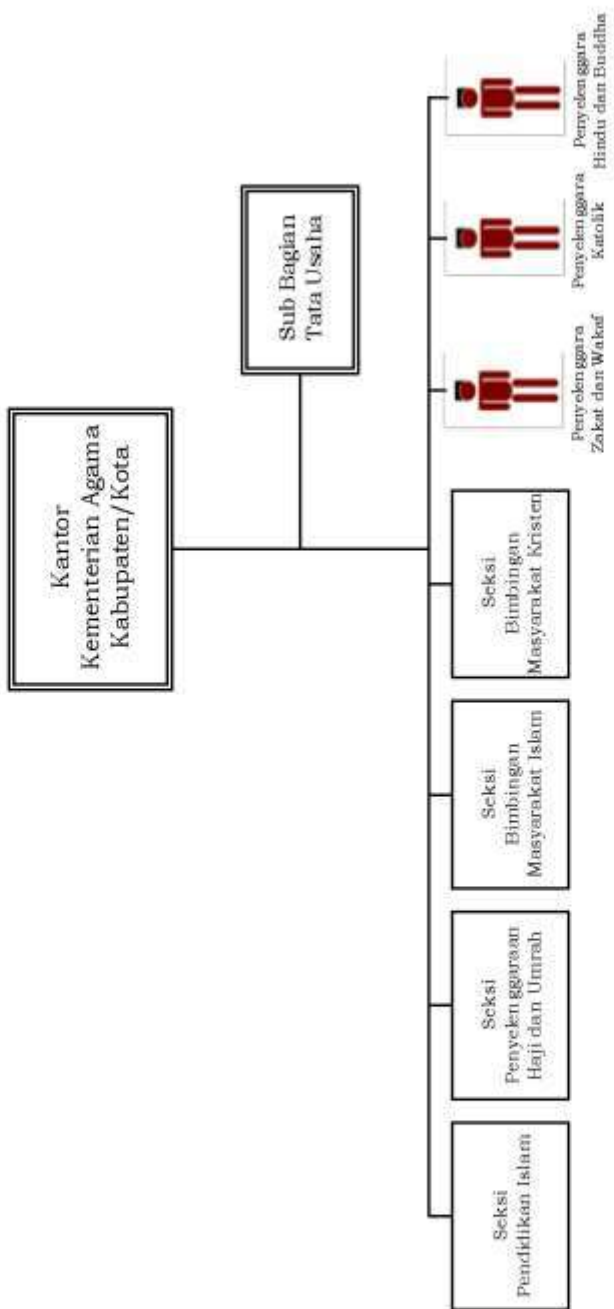 Kantor
Kementerian Agama
Kabupaten/Kota
Sub Bagian
Tata Usaha
Seksi
Pendidikan Islam
Seksi
Penyelenggaraan
Haji dan Umrah
Seksi
Bimbingan
Masyarakat Islam
Seksi
Bimbingan
Masyarakat Kristen
Penyelenggara
Zakat dan Wakaf
Penyelenggara
Katolik
Penyelenggara
Hindu dan Buddha